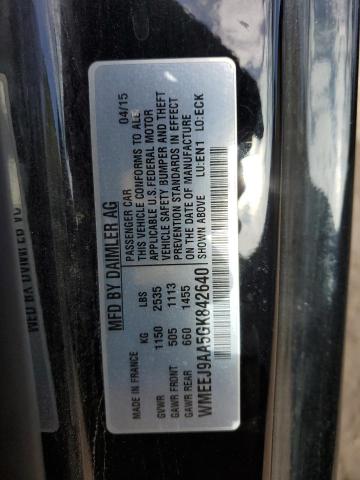 MFD BY DAIMLER AG
PASSENGER CAR 04/15
THIS VEHICLE CONFORMS TO ALL
APPLICABLE U.S. FEDERAL MOTOR
VEHICLE SAFETY BUMPER AND THEFT
PREVENTION STANDARDS IN EFFECT
ON THE DATE OF MANUFACTURE
SHOWN ABOVE LU:EN1 LO:ECK
MADE IN FRANCE KG LBS
GVWR 1150 2535
GAWR FRONT 505 1113
GAWR REAR 660 1455
WMEEJ9AA5GK842640